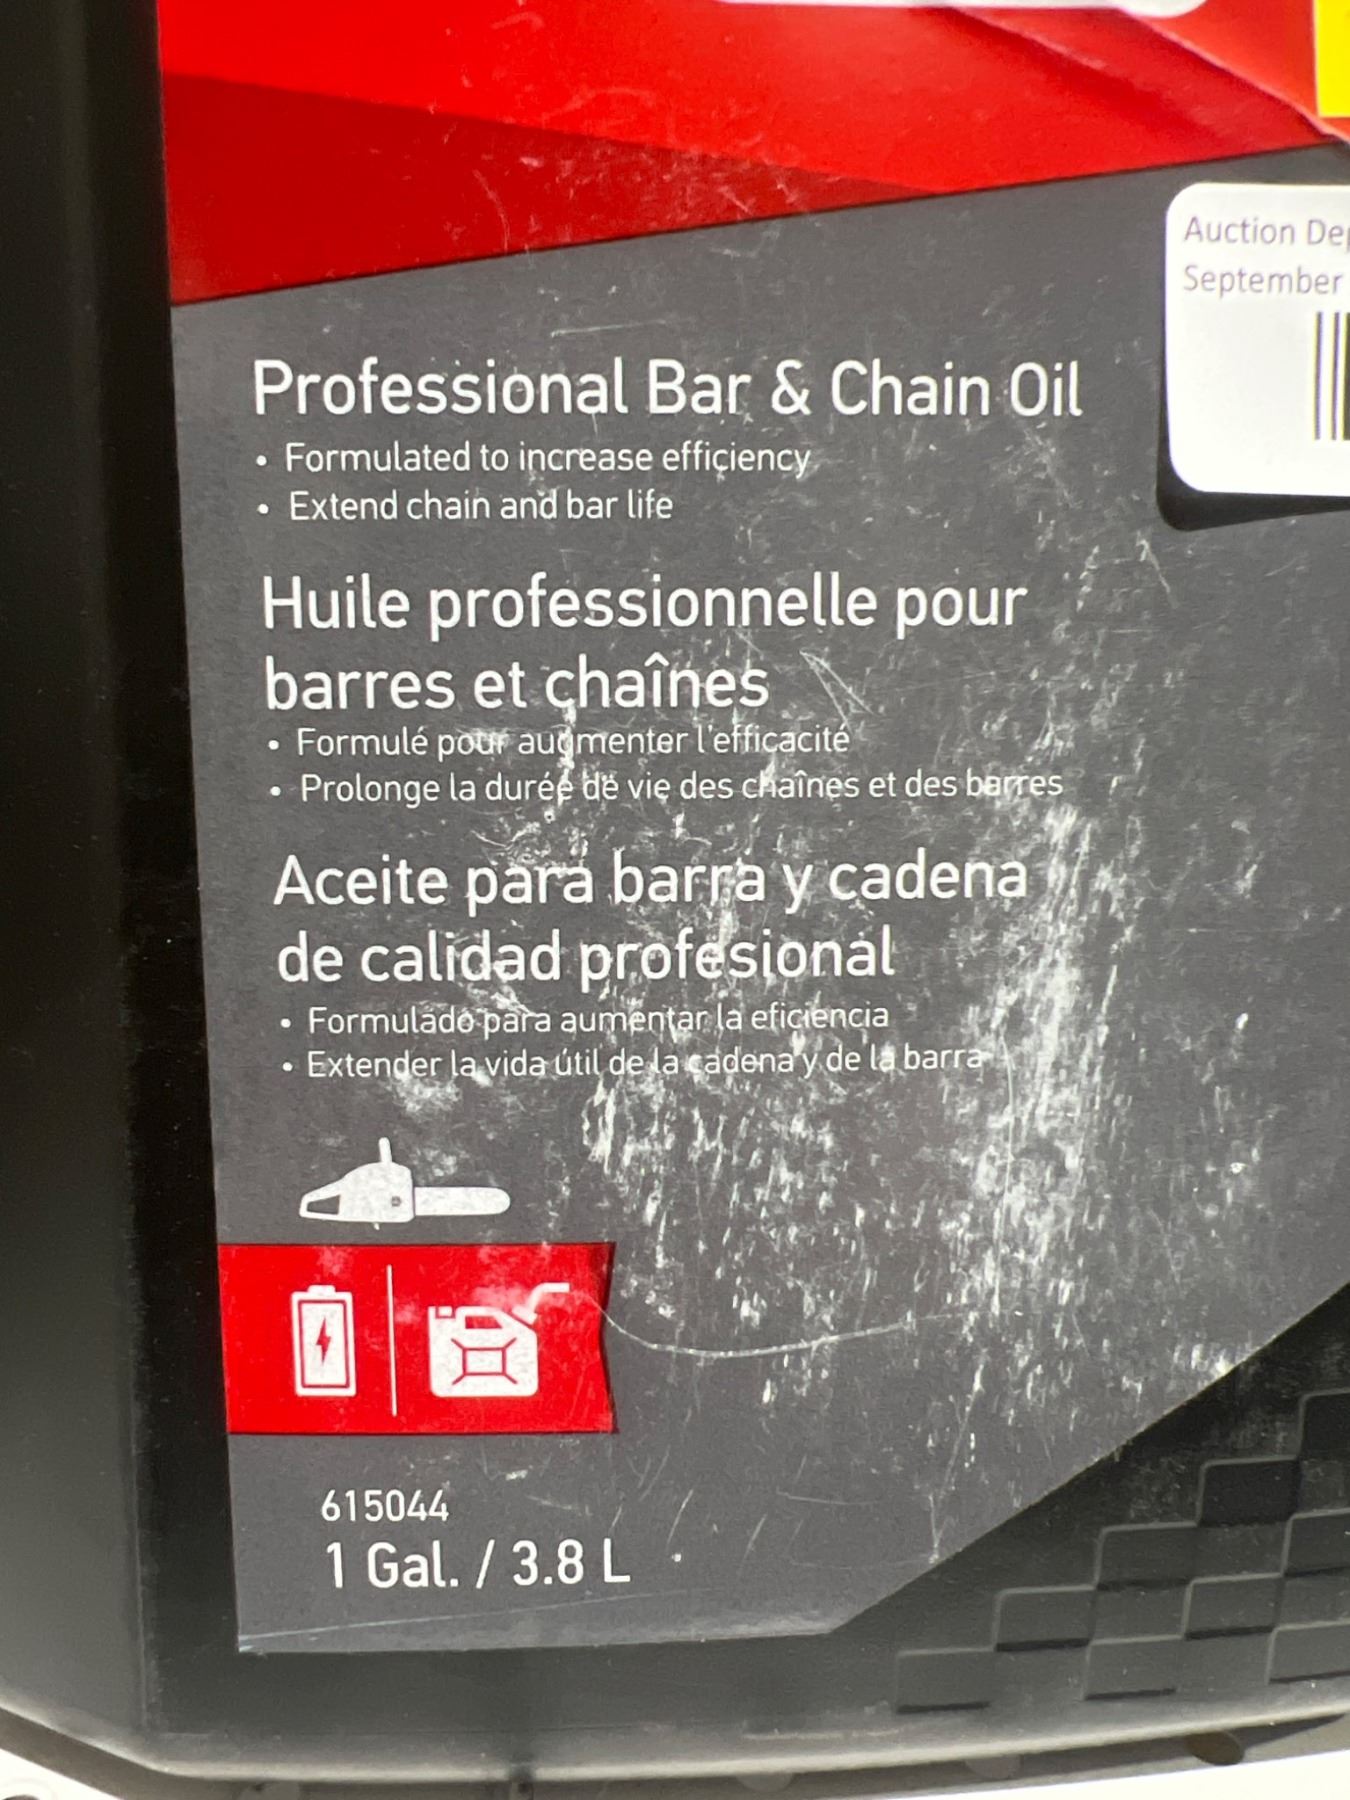 Auction
September
Professional Bar & Chain Oil
• Formulated to increase efficiency
• Extend chain and bar life
Huile professionnelle pour
barres et chaînes
• Formulé pour augmenter l'efficacité
• Prolonge la durée de vie des chaînes et des barres
Aceite para barra y cadena
de calidad profesional
• Formulado para aumentar la eficiencia
• Extender la vida útil de la cadena y de la barra
615044
1 Gal. / 3.8 L